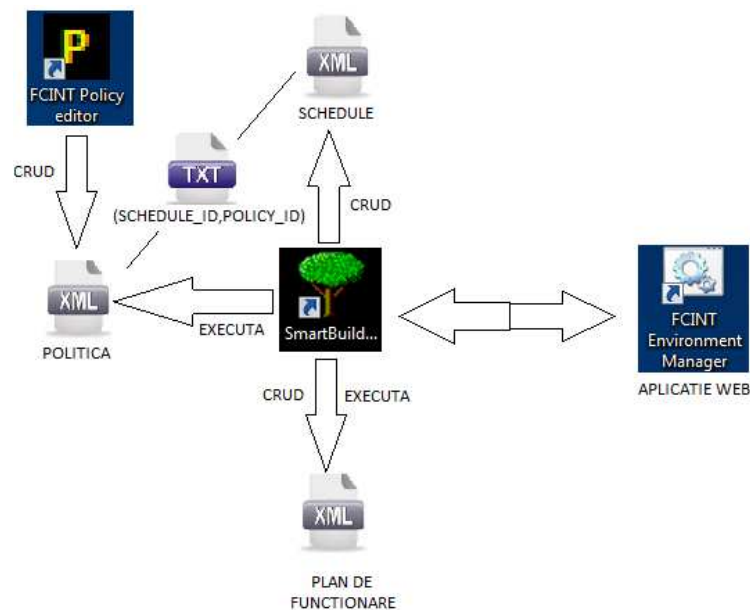 P
FCINT Policy
editor
XML
SCHEDULE
CRUD
TXT
(SCHEDULE_ID,POLICY_ID)
CRUD
XML
POLITICA
EXECUTA
SmartBuild...
FCINT
Environment
Manager
APLICATIE WEB
CRUD EXECUTA
XML
PLAN DE
FUNCTIONARE